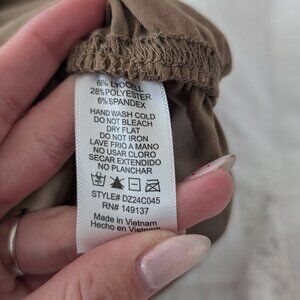 LYOCELL
28%POLYESTER
6%SPANDEX
HAND WASH COLD
DO NOT BLEACH
DRY FLAT
DO NOT IRON
LAVE FRIO A MANO
NO USAR CLORO
SECAR EXTENDIDO
NO PLANCHAR
STYLE# DZ24C045
RN# 149137
Made in Vietnam
Hecho en Vietnam